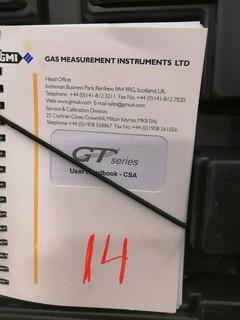 GMI
GAS MEASUREMENT INSTRUMENTS LTD
Head Office:
Inchinnan Business Park, Renfrew, PA4 9RG, Scotland, UK.
Telephone +44 (0)141-812 3211 Fax No. +44 (0)141-812 7820
Web www.gmiuk.com E-mail sales@gmiuk.com
Service & Calibration Division:
25 Cochran Close, Crownhill, Milton Keynes, MK8 0AJ.
Telephone +44 (0)1908 568867 Fax No. +44 (0)1908 261056
GT series
User Handbook - CSA
14